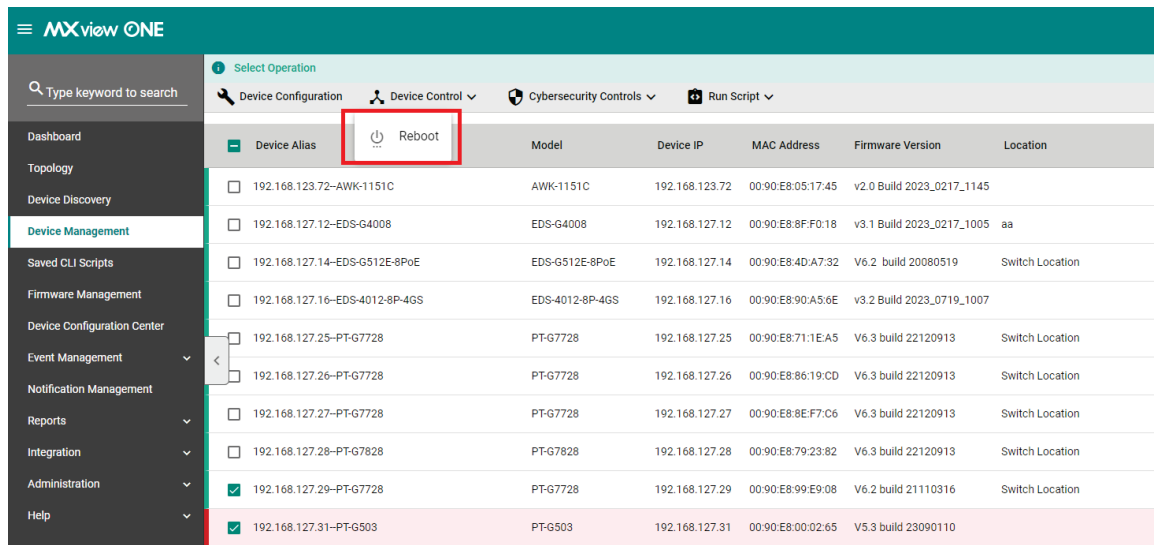 MXview ONE
Type keyword to search
Dashboard
Topology
Device Discovery
Device Management
Saved CLI Scripts
Firmware Management
Device Configuration Center
Event Management
Notification Management
Reports
Integration
Administration
Help
Select Operation
Device Configuration Device Control Cybersecurity Controls Run Script
Reboot
Device Alias Model Device IP MAC Address Firmware Version Location
192.168.123.72--AWK-1151C AWK-1151C 192.168.123.72 00:90:E8:05:17:45 v2.0 Build 2023_0217_1145
192.168.127.12--EDS-G4008 EDS-G4008 192.168.127.12 00:90:E8:8F:F0:18 v3.1 Build 2023_0217_1005 aa
192.168.127.14--EDS-G512E-8PoE EDS-G512E-8PoE 192.168.127.14 00:90:E8:4D:A7:32 V6.2 build 20080519 Switch Location
192.168.127.16--EDS-4012-8P-4GS EDS-4012-8P-4GS 192.168.127.16 00:90:E8:90:A5:6E v3.2 Build 2023_0719_1007
192.168.127.25--PT-G7728 PT-G7728 192.168.127.25 00:90:E8:71:1E:A5 V6.3 build 22120913 Switch Location
192.168.127.26--PT-G7728 PT-G7728 192.168.127.26 00:90:E8:86:19:CD V6.3 build 22120913 Switch Location
192.168.127.27--PT-G7728 PT-G7728 192.168.127.27 00:90:E8:8E:F7:C6 V6.3 build 22120913 Switch Location
192.168.127.28--PT-G7828 PT-G7828 192.168.127.28 00:90:E8:79:23:82 V6.3 build 22120913 Switch Location
192.168.127.29--PT-G7728 PT-G7728 192.168.127.29 00:90:E8:99:E9:08 V6.2 build 21110316 Switch Location
192.168.127.31--PT-G503 PT-G503 192.168.127.31 00:90:E8:00:02:65 V5.3 build 23090110